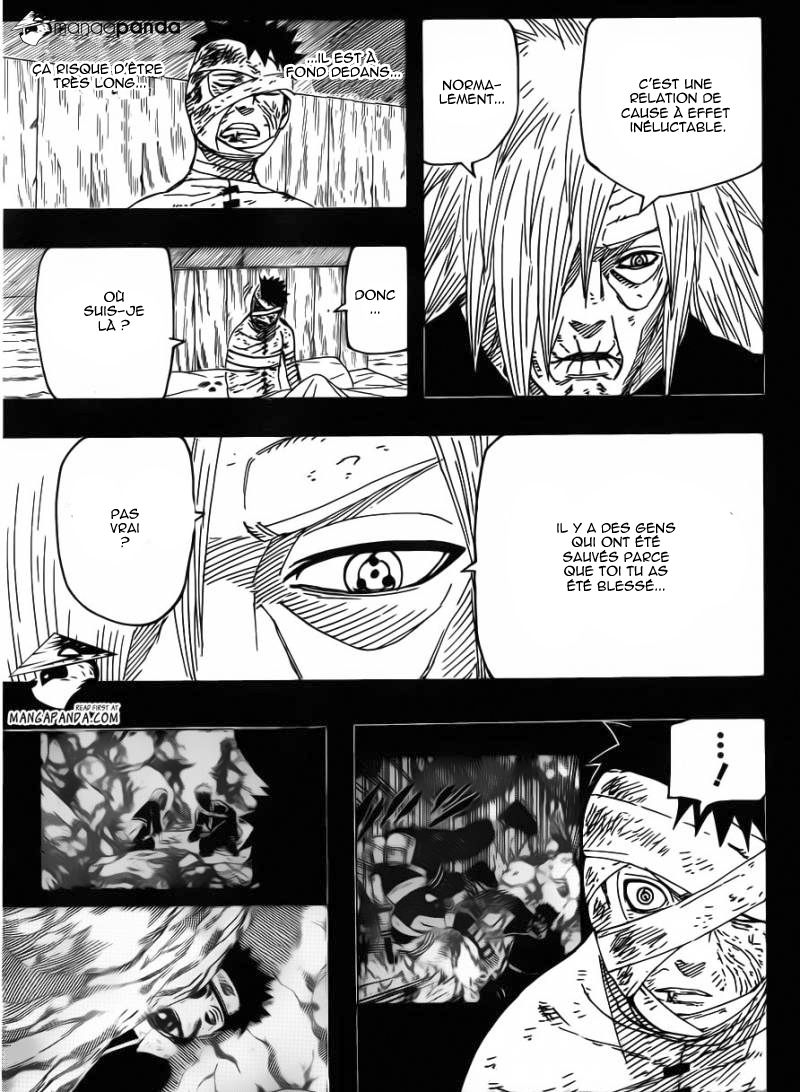 mangapanda
C'EST UNE
RELATION DE
CAUSE À EFFET
INÉLUCTABLE.
NORMA-
LEMENT...
...IL EST À
FOND DEDANS...
ÇA RISQUE D'ÊTRE
TRÈS LONG...
DONC
...
OÙ
SUIS-JE
LÀ ?
IL Y A DES GENS
QUI ONT ÉTÉ
SAUVÉS PARCE
QUE TOI TU AS
ÉTÉ BLESSÉ...
PAS
VRAI
?
READ FIRST AT
MANGAPANDA.COM
...!